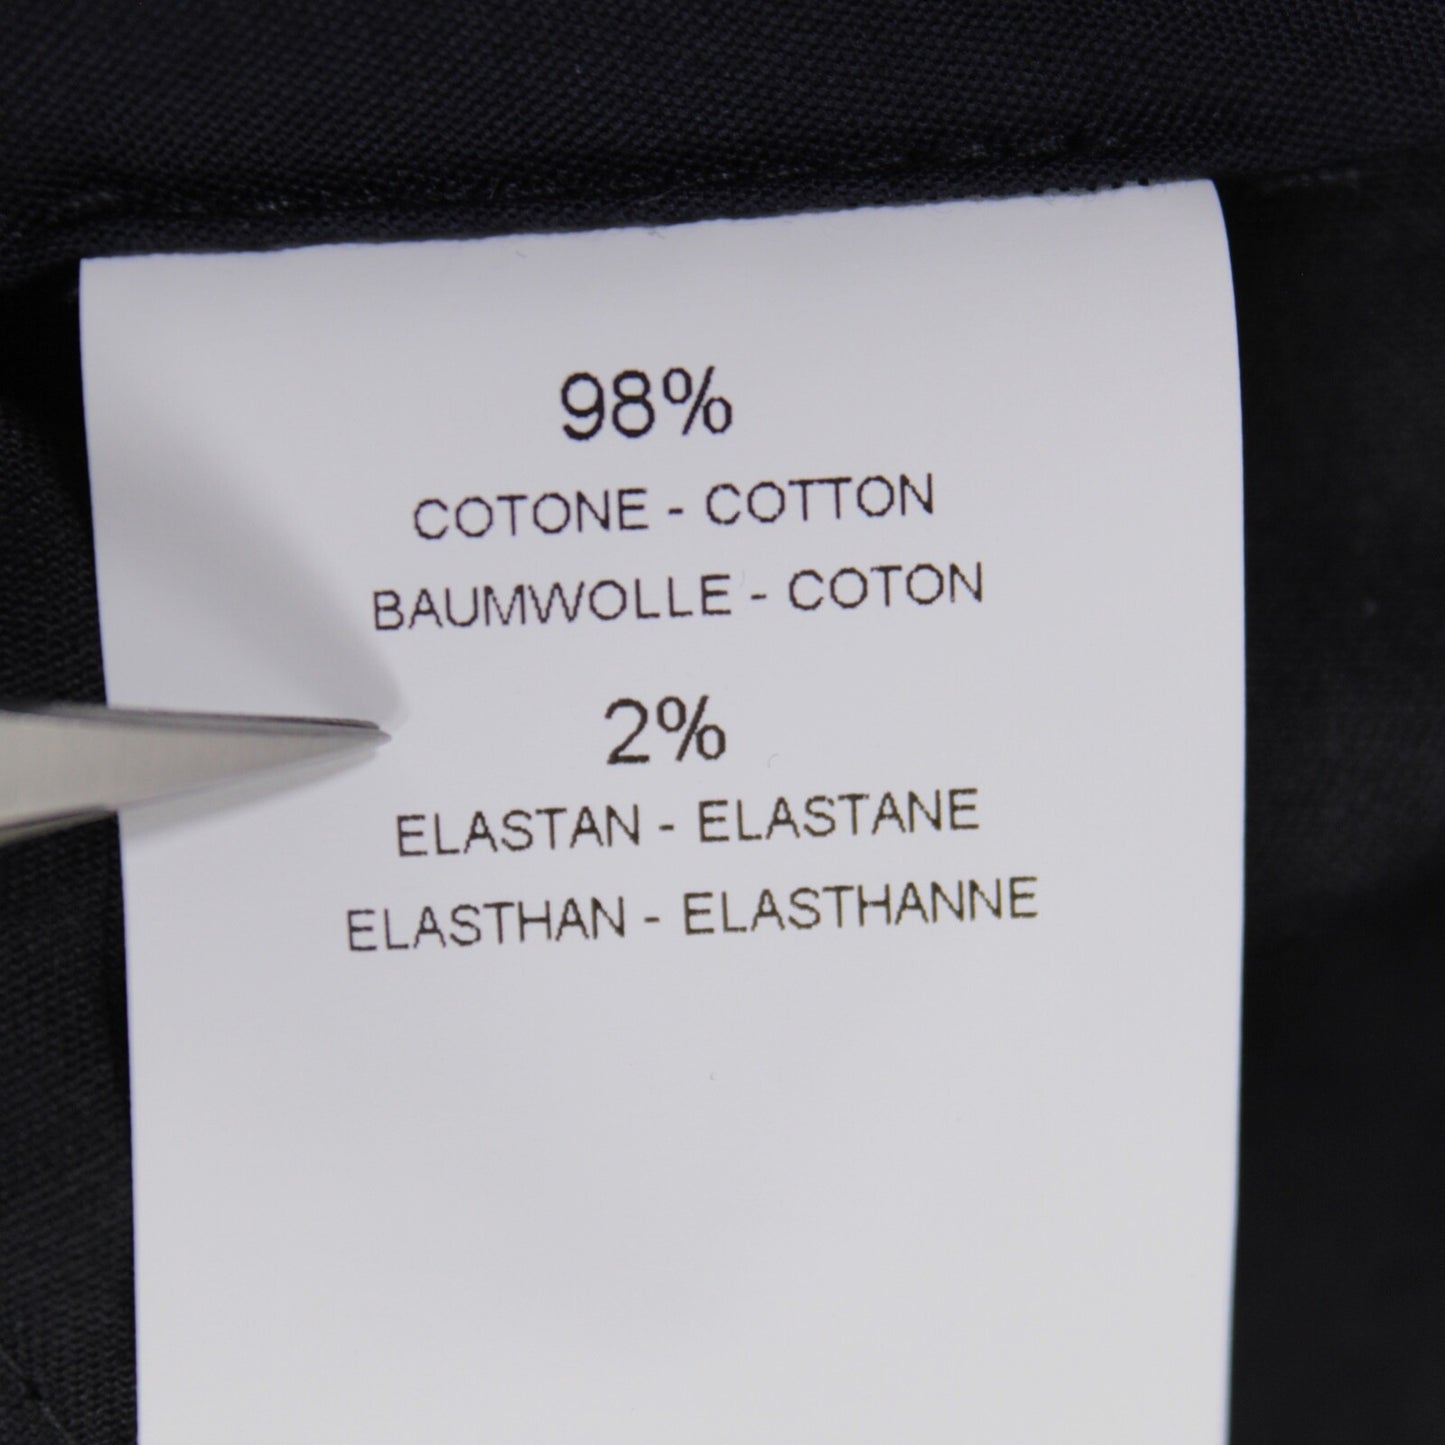 98%
COTONE - COTTON
BAUMWOLLE - COTON
2%
ELASTAN - ELASTANE
ELASTHAN - ELASTHANNE